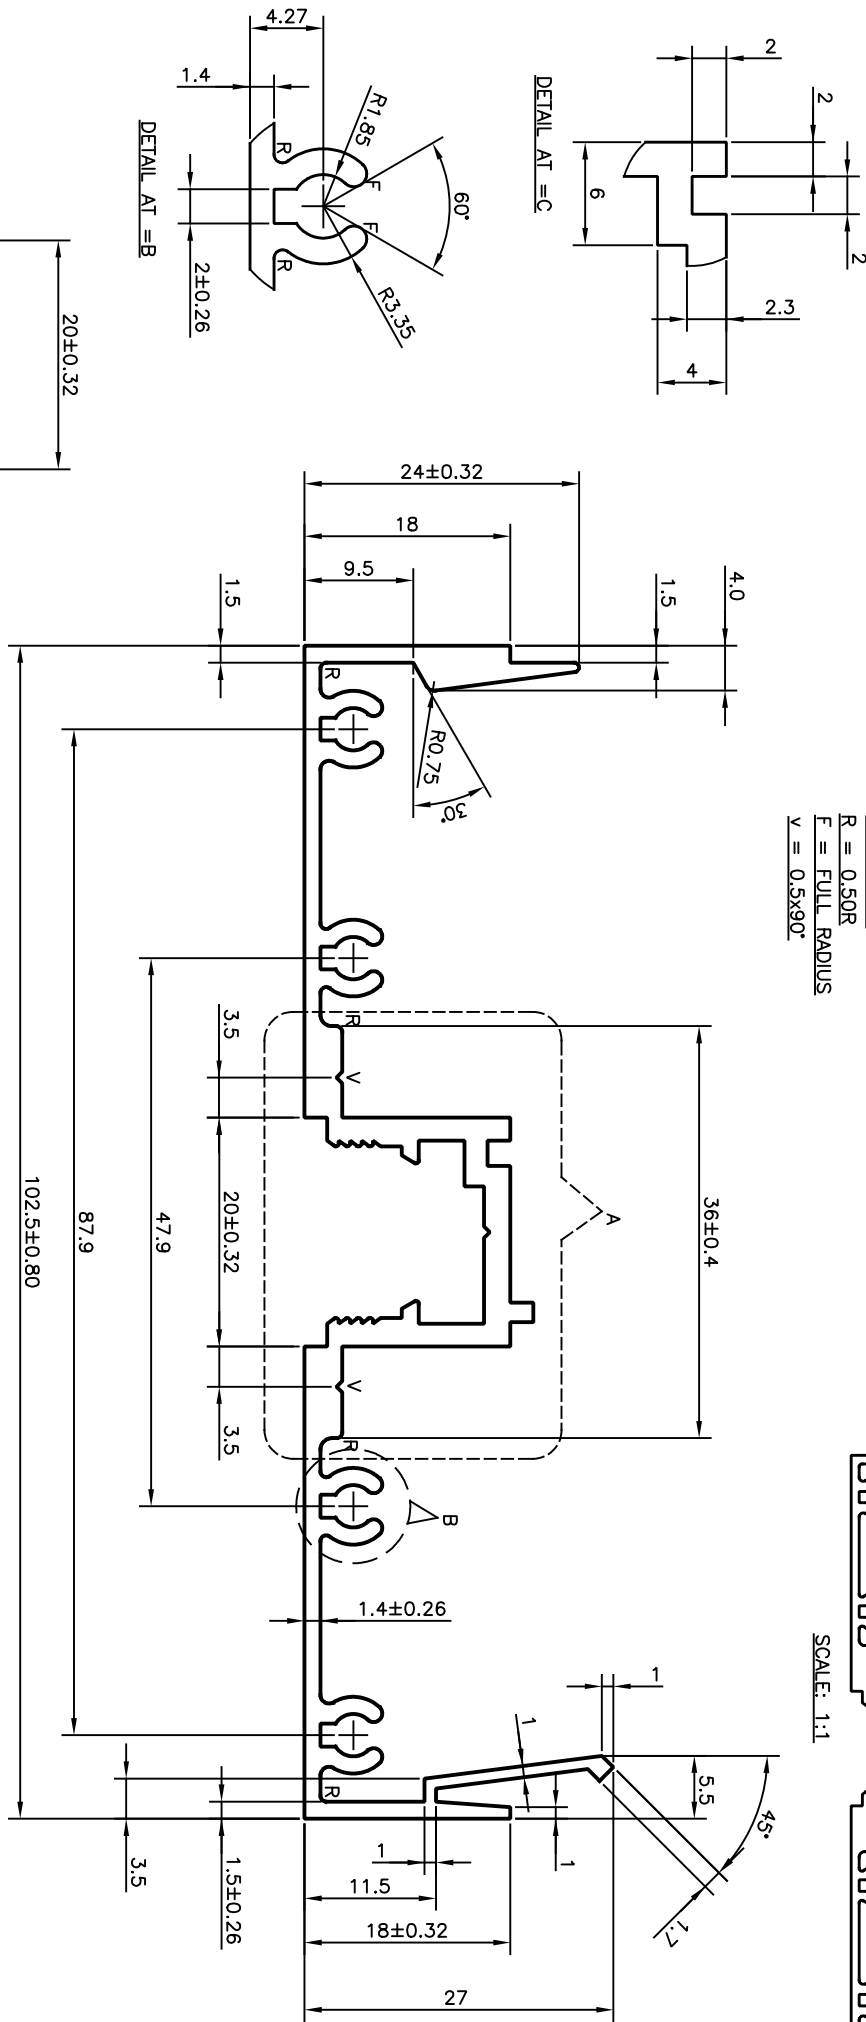 4.27
1.4
R1.85
R
F
F
R
60°
R3.35
2±0.26
DETAIL AT =B
2
2
2
6
2.3
4
DETAIL AT =C
20±0.32
24±0.32
18
9.5
1.5
1.5
4.0
R
R0.75
30°
R = 0.50R
F = FULL RADIUS
v = 0.5x90°
R
V
3.5
36±0.4
A
20±0.32
47.9
87.9
102.5±0.80
V
3.5
R
B
SCALE: 1:1
1.4±0.26
1
1
5.5
45°
1.7
R
1
1
3.5
1.5±0.26
11.5
18±0.32
27